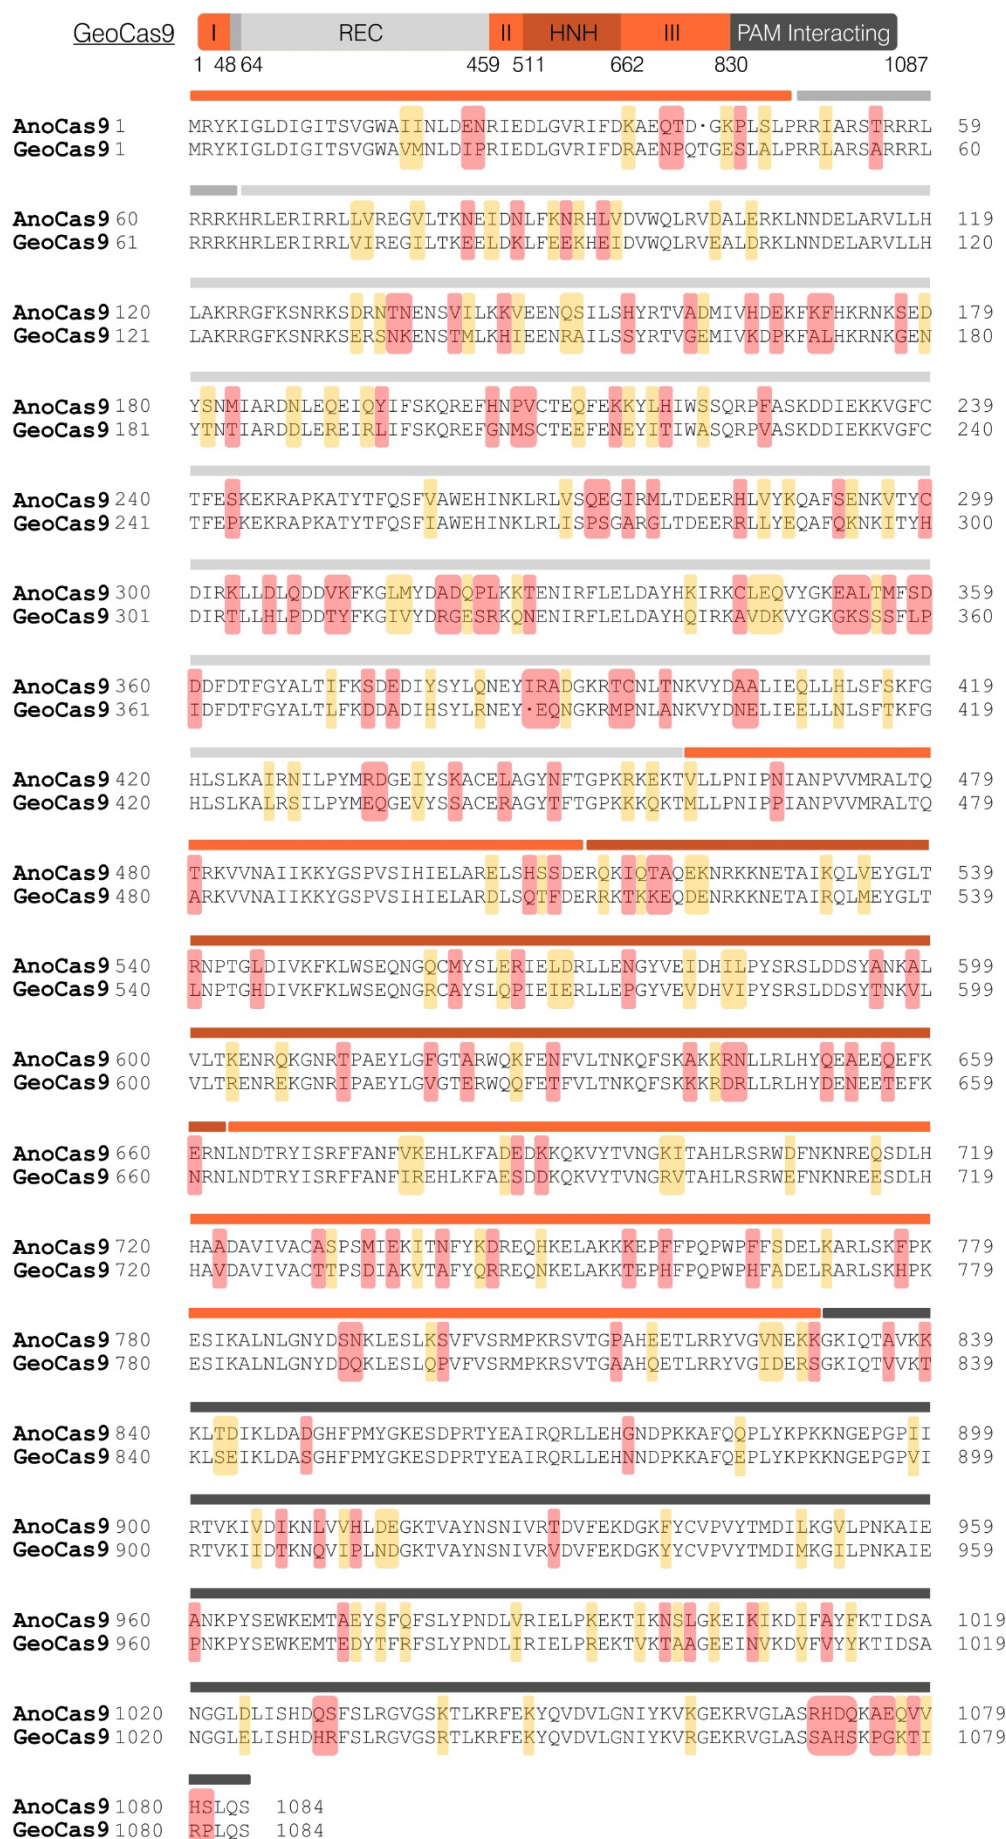 GeoCas9 I REC II HNH III PAM Interacting
1 48 64 459 511 662 830 1087
AnoCas9 1 MRYKIGLDIGITSVGWAIINLDENRIEDLGVRIFDKAEQTD·GKPLSLPRRIARSTRRRL 59
GeoCas9 1 MRYKIGLDIGITSVGWAVMNLDIPRIEDLGVRIFDRAENPQTGESLALPRRLARSARRRL 60
AnoCas9 60 RRRKHRLERIRRLLVREGVLTKNEIDNLFKNRHLVDVWQLRVDALERKLNNDELARVLLH 119
GeoCas9 61 RRRKHRLERIRRLVIREGILTKEELDKLFEEKHEIDVWQLRVEALDRKLNNDELARVLLH 120
AnoCas9 120 LAKRRGFKSNRKSDRNTNENSVILKKVEENQSILSHYRTVADMIVHDEKFKFHKRNKSED 179
GeoCas9 121 LAKRRGFKSNRKSERSNKENSTMLKHIEENRAILSSYRTVGEMIVKDPKFALHKRNKGEN 180
AnoCas9 180 YSNMIARDNLEQEIQYIFSKQREFHNPVCTEQFEKKYLHIWSSQRPFASKDDIEKKVGFC 239
GeoCas9 181 YTNTIARDDLEREIRLIFSKQREFGNMSCTEEFENEYITIWASQRPVASKDDIEKKVGFC 240
AnoCas9 240 TFESKEKRAPKATYTFQSFVAWEHINKLRLVSQEGIRMLTDEERHLVYKQAFSENKVTYC 299
GeoCas9 241 TFEPKEKRAPKATYTFQSFIAWEHINKLRLISPSGARGLTDEERRLLYEQAFQKNKITYH 300
AnoCas9 300 DIRKLLDLQDDVKFKGLMYDADQPLKKTENIRFLELDAYHKIRKCLEQVYGKEALTMFSD 359
GeoCas9 301 DIRTLLHLPDDTYFKGIVYDRGESRKQNENIRFLELDAYHQIRKAVDKVYGKGKSSSFLP 360
AnoCas9 360 DDFDTFGYALTIFKSDEDIYSYLQNEYIRADGKRTCNLTNKVYDAALIEQLLHLSFSKFG 419
GeoCas9 361 IDFDTFGYALTLFKDDADIHSYLRNEY·EQNGKRMPNLANKVYDNELIEELLNLSFTKFG 419
AnoCas9 420 HLSLKAIRNILPYMRDGEIYSKACELAGYNFTGPKRKEKTVLLPNIPNIANPVVMRALTQ 479
GeoCas9 420 HLSLKALRSILPYMEQGEVYSSACERAGYTFTGPKKKQKTMLLPNIPPIANPVVMRALTQ 479
AnoCas9 480 TRKVVNAIIKKYGSPVSIHIELARELSHSSDERQKIQTAQEKNRKKNETAIKQLVEYGLT 539
GeoCas9 480 ARKVVNAIIKKYGSPVSIHIELARDLSQTFDERRKTKKEQDENRKKNETAIRQLMEYGLT 539
AnoCas9 540 RNPTGLDIVKFKLWSEQNGQCMYSLERIELDRLLENGYVEIDHILPYSRSLDDSYANKAL 599
GeoCas9 540 LNPTGHDIVKFKLWSEQNGRCAYSLQPIEIERLLEPGYVEVDHVIPYSRSLDDSYTNKVL 599
AnoCas9 600 VLTKENRQKGNRTPAEYLGFGTARWQKFENFVLTNKQFSKAKKRNLLRLHYQEAEEQEFK 659
GeoCas9 600 VLTRENREKGNRIPAEYLGVGTERWQQFETFVLTNKQFSKKKRDRLLRLHYDENEETEFK 659
AnoCas9 660 ERNLNDTRYISRFFANFVKEHLKFADEDKKQKVYTVNGKITAHLRSRWDFNKNREQSDLH 719
GeoCas9 660 NRNLNDTRYISRFFANFIREHLKFAESDDKQKVYTVNGRVTAHLRSRWEFNKNREESDLH 719
AnoCas9 720 HAADAVIVACASPSMIEKITNFYKDREQHKELAKKKEPFFPQPWPFFSDELKARLSKFPK 779
GeoCas9 720 HAVDAVIVACTTPSDIAKVTAFYQRREQNKELAKKTEPHFPQPWPHFADELRARLSKHPK 779
AnoCas9 780 ESIKALNLGNYDSNKLESLKSVFVSRMPKRSVTGPAHEETLRRYVGVNEKKGKIQTAVKK 839
GeoCas9 780 ESIKALNLGNYDDQKLESLQPVFVSRMPKRSVTGAAHQETLRRYVGIDERSGKIQTVVKT 839
AnoCas9 840 KLTDIKLDADGHFPMYGKESDPRTYEAIRQRLLEHGNDPKKAFQQPLYKPKKNGEPGPII 899
GeoCas9 840 KLSEIKLDASGHFPMYGKESDPRTYEAIRQRLLEHNNDPKKAFQEPLYKPKKNGEPGPVI 899
AnoCas9 900 RTVKIVDIKNLVVHLDEGKTVAYNSNIVRTDVFEKDGKFYCVPVYTMDILKGVLPNKAIE 959
GeoCas9 900 RTVKIIDTKNQVIPLNDGKTVAYNSNIVRVDVFEKDGKYYCVPVYTMDIMKGILPNKAIE 959
AnoCas9 960 ANKPYSEWKEMTAEYSFQFSLYPNDLVRIELPKEKTIKNSLGKEIKIKDIFAYFKTIDSA 1019
GeoCas9 960 PNKPYSEWKEMTEDYTFRFSLYPNDLIRIELPREKTVKTAAGEEINVKDVFVYYKTIDSA 1019
AnoCas9 1020 NGGLDLISHDQSFSLRGVGSKTLKRFEKYQVDVLGNIYKVKGEKRVGLASRHDQKAEQVV 1079
GeoCas9 1020 NGGLELISHDHRFSLRGVGSRTLKRFEKYQVDVLGNIYKVRGEKRVGLASSAHSKPGKTI 1079
AnoCas9 1080 HSLQS 1084
GeoCas9 1080 RPLQS 1084